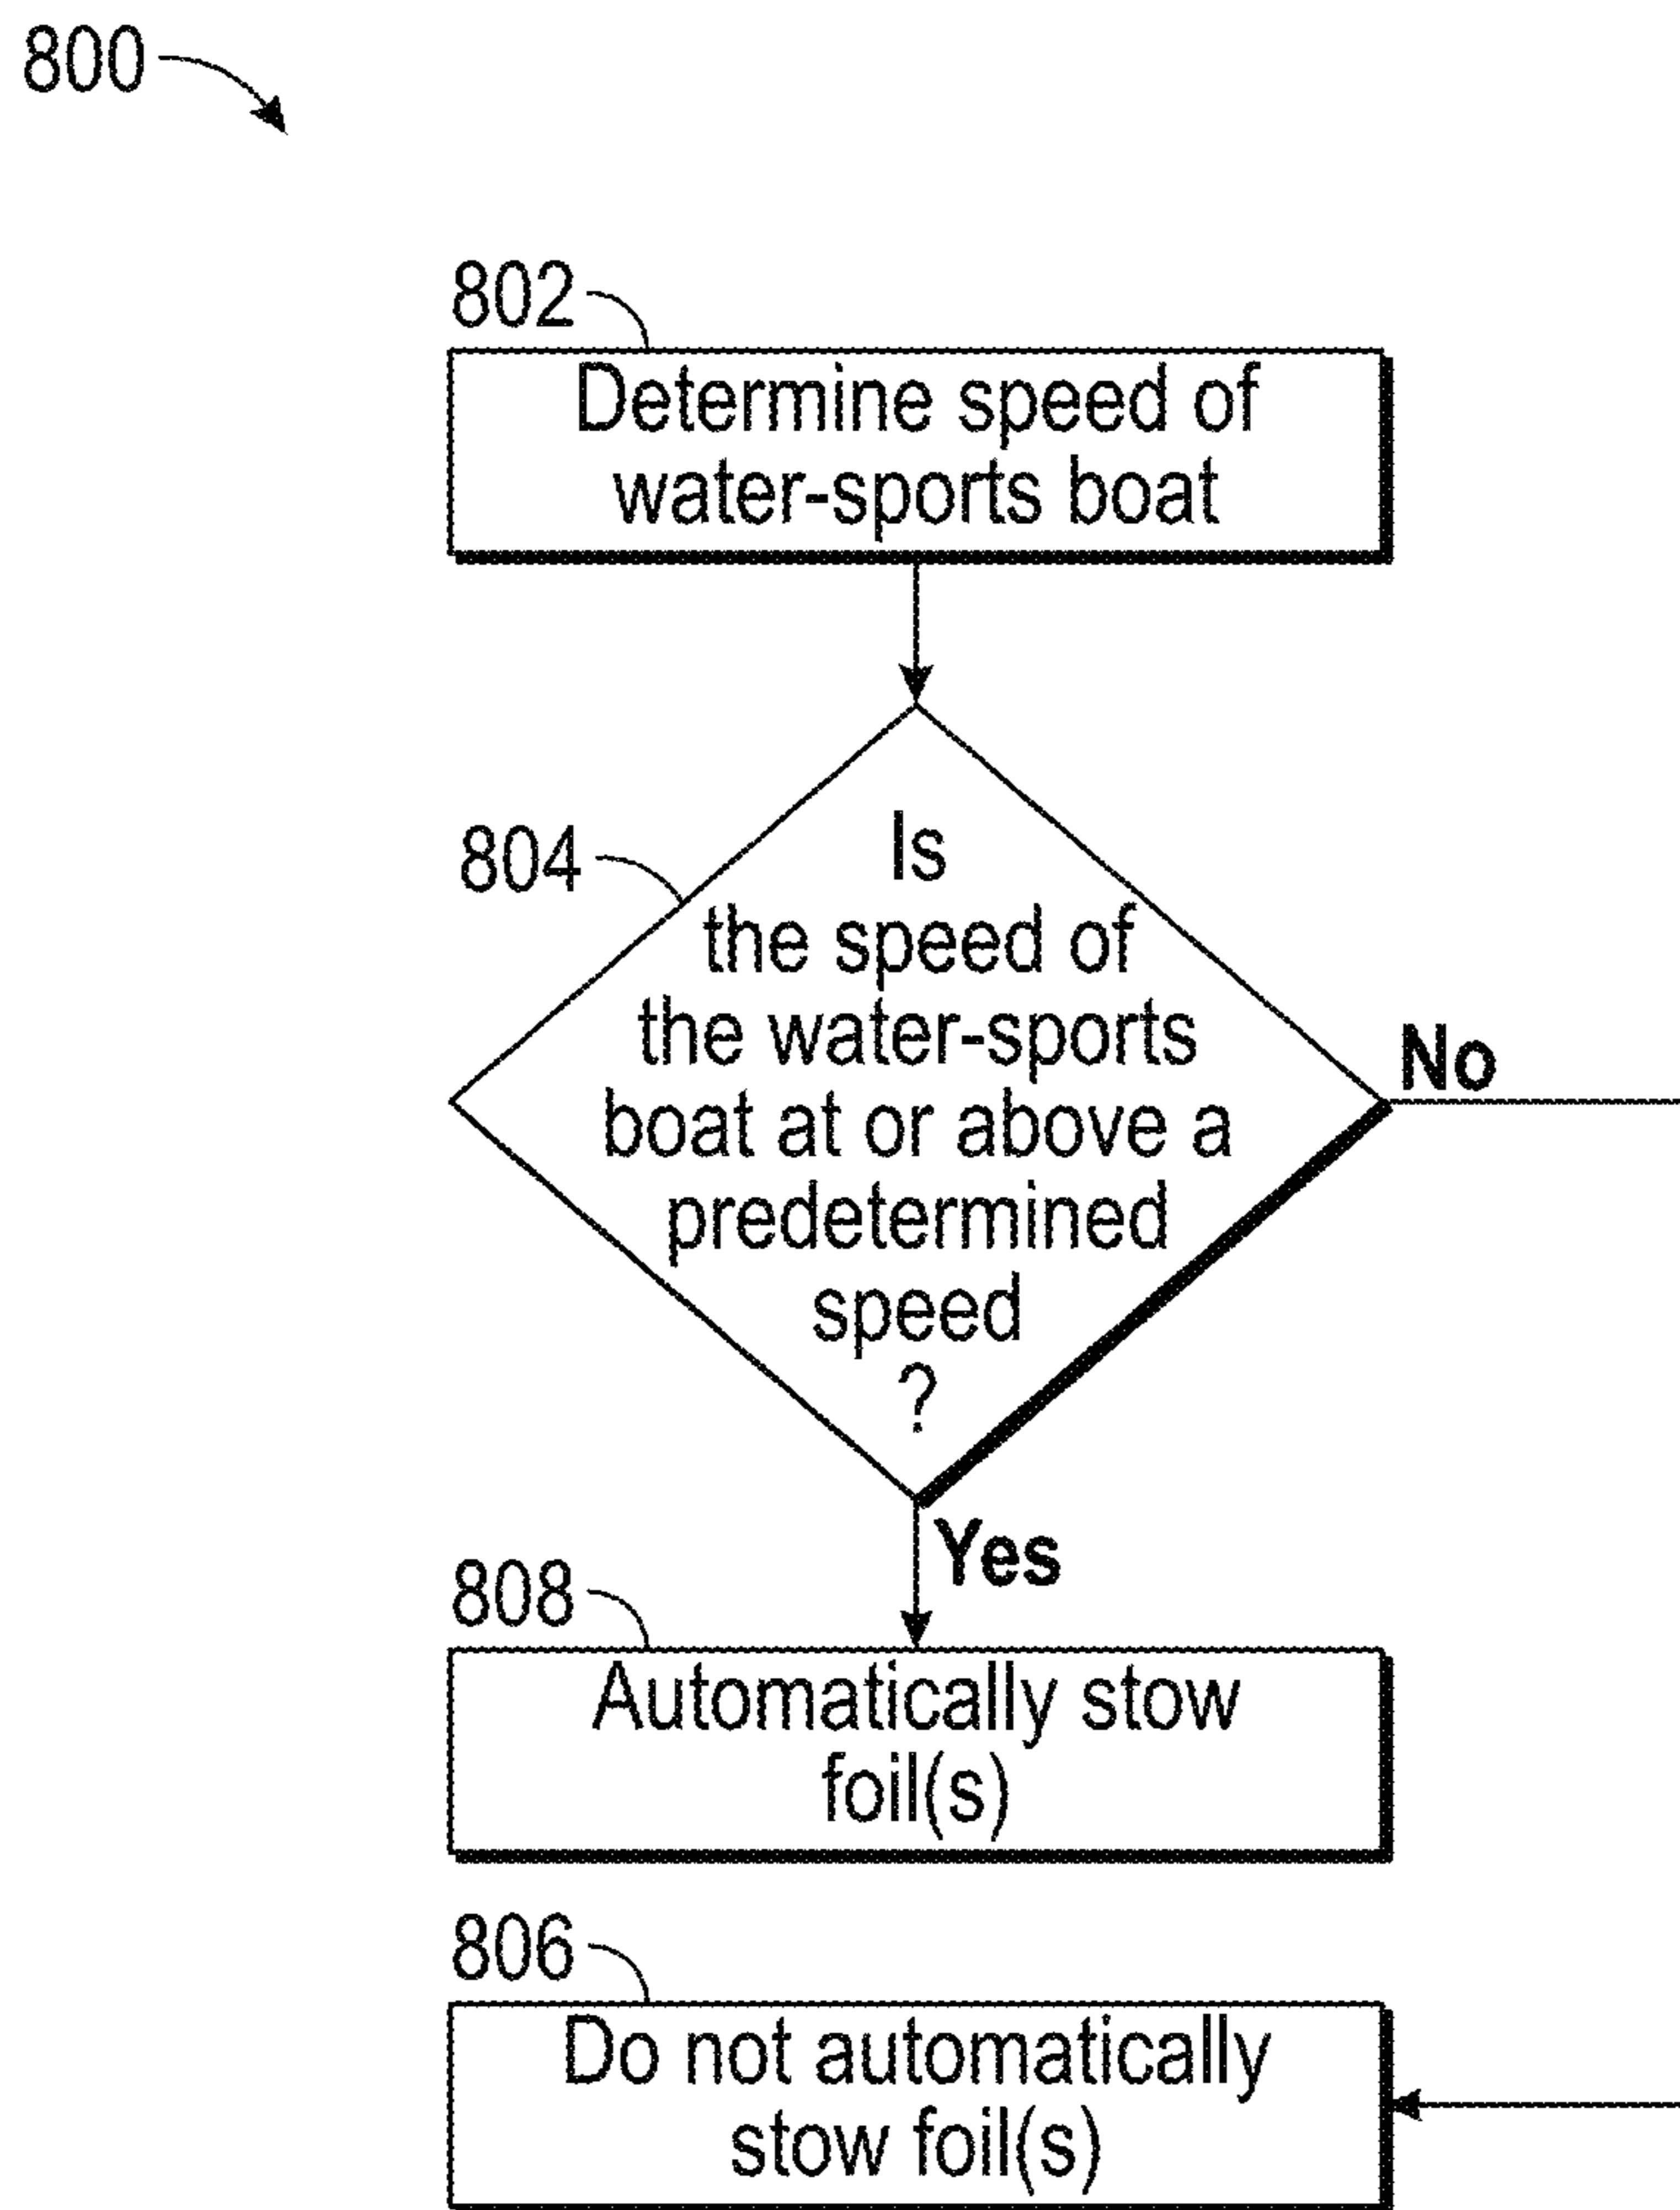 800
802
Determine speed of
water-sports boat
804
Is
the speed of
the water-sports
boat at or above a
predetermined
speed
?
No
Yes
808
Automatically stow
foil(s)
806
Do not automatically
stow foil(s)